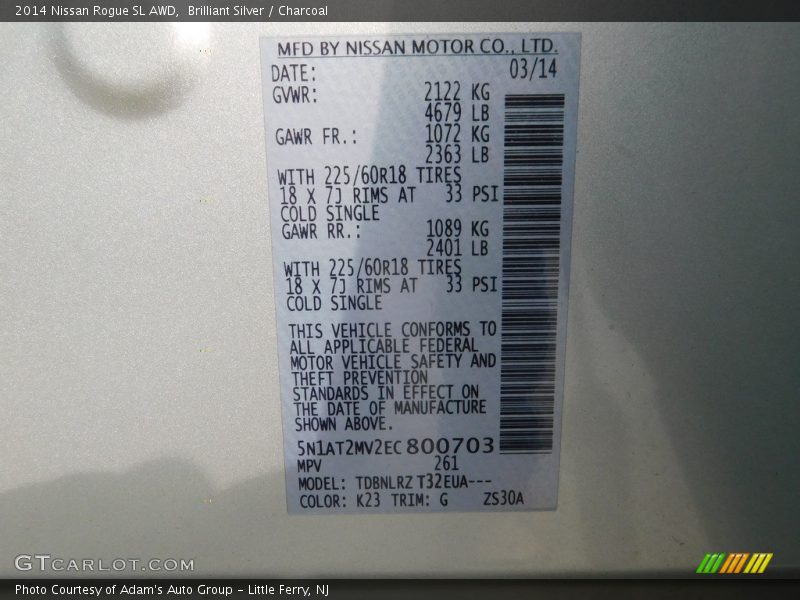 2014 Nissan Rogue SL AWD, Brilliant Silver / Charcoal
MFD BY NISSAN MOTOR CO., LTD.
DATE: 03/14
GVWR: 2122 KG
4679 LB
GAWR FR.: 1072 KG
2363 LB
WITH 225/60R18 TIRES
18 X 7J RIMS AT 33 PSI
COLD SINGLE
GAWR RR.: 1089 KG
2401 LB
WITH 225/60R18 TIRES
18 X 7J RIMS AT 33 PSI
COLD SINGLE
THIS VEHICLE CONFORMS TO
ALL APPLICABLE FEDERAL
MOTOR VEHICLE SAFETY AND
THEFT PREVENTION
STANDARDS IN EFFECT ON
THE DATE OF MANUFACTURE
SHOWN ABOVE.
5N1AT2MV2EC800703
MPV 261
MODEL: TDBNLRZ T32EUA---
COLOR: K23 TRIM: G ZS30A
GTCARLOT.COM
Photo Courtesy of Adam's Auto Group - Little Ferry, NJ